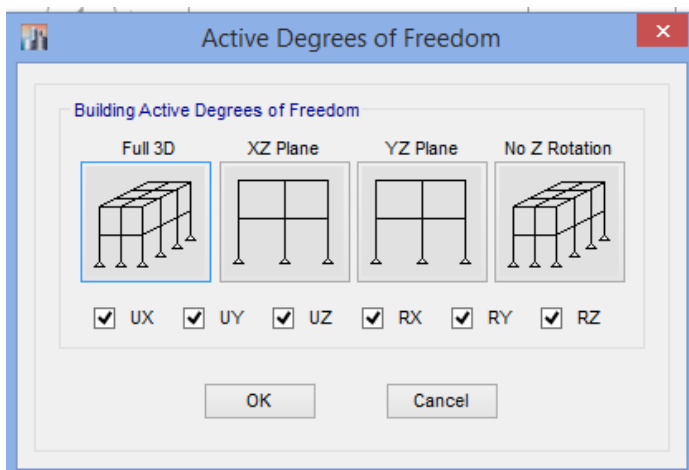 Active Degrees of Freedom
Building Active Degrees of Freedom
Full 3D XZ Plane YZ Plane No Z Rotation
UX UY UZ RX RY RZ
OK Cancel